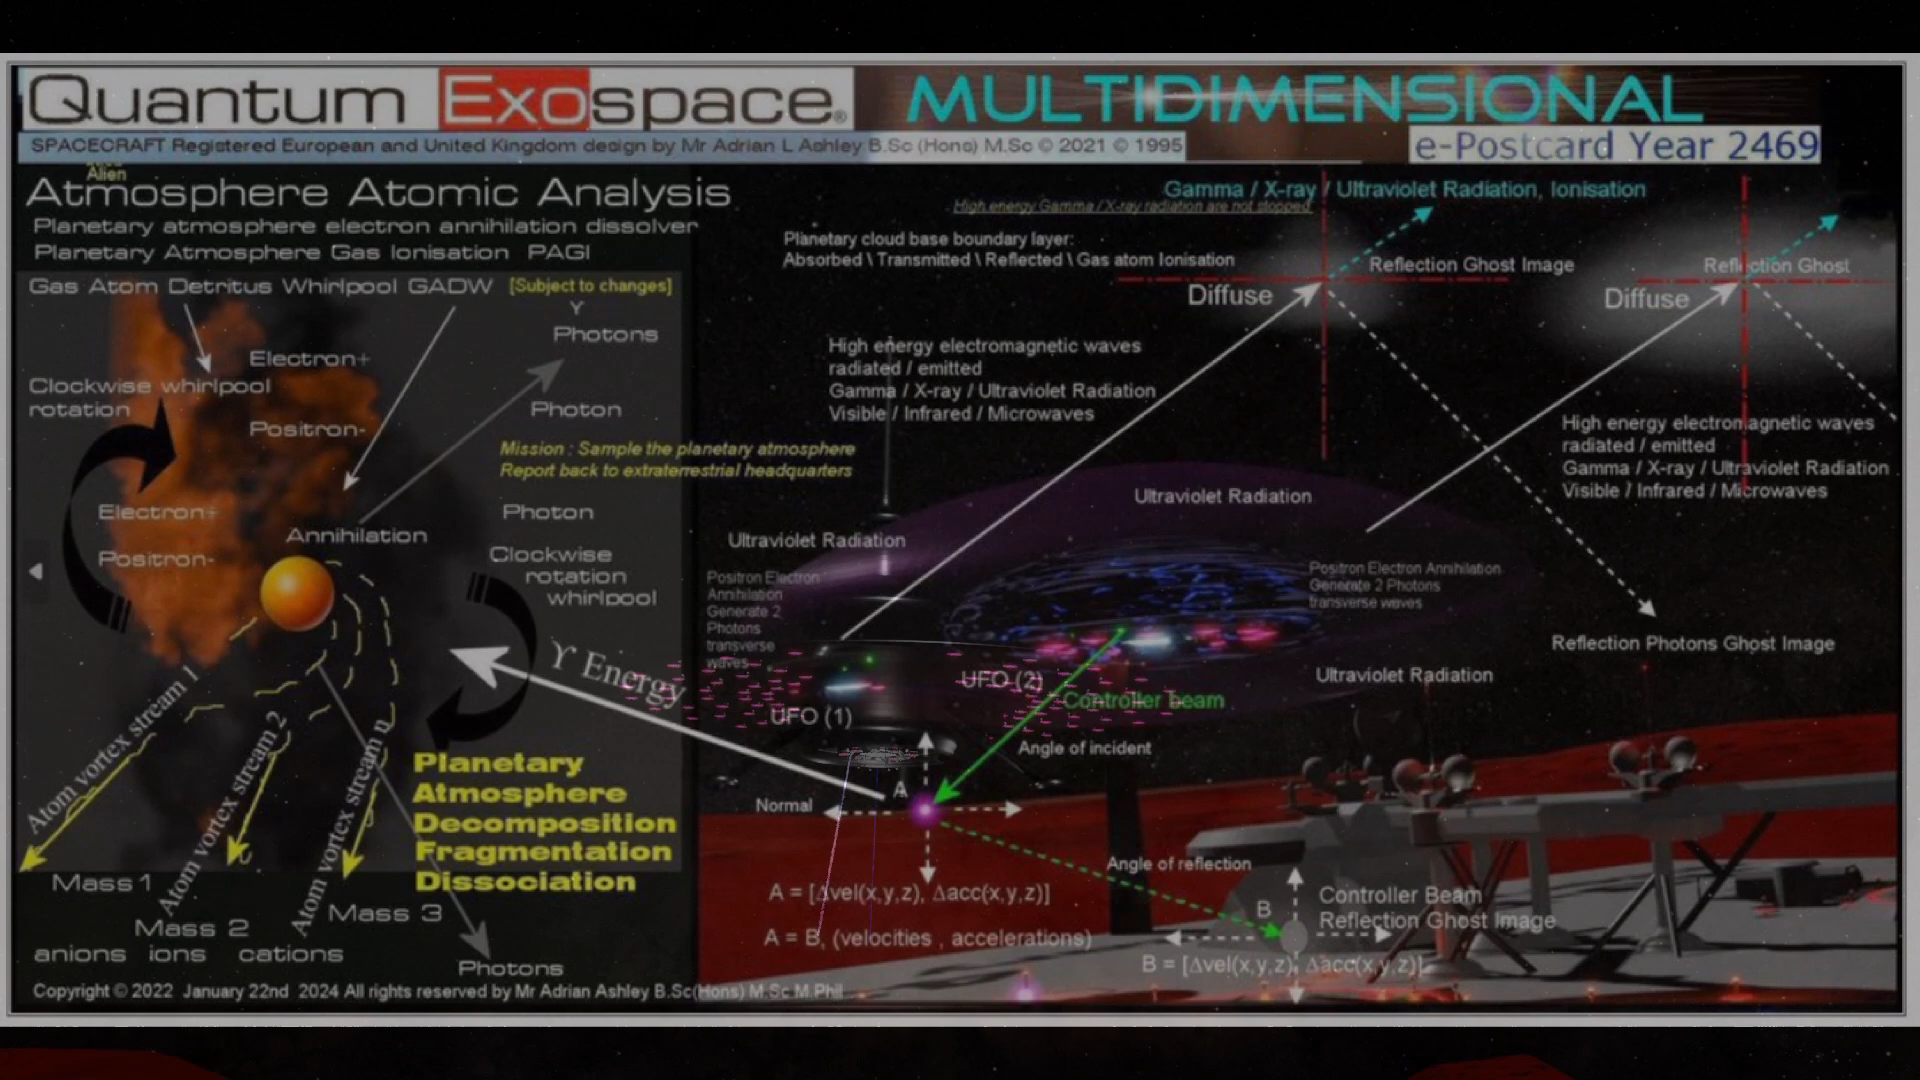 Quantum Exospace®
MULTIDIMENSIONAL
SPACECRAFT Registered European and United Kingdom design by Mr Adrian L Ashley B.Sc (Hons) M.Sc © 2021 © 1995
e-Postcard Year 2469
Alien
Atmosphere Atomic Analysis
Planetary atmosphere electron annihilation dissolver
Planetary Atmosphere Gas Ionisation PAGI
Gas Atom Detritus Whirlpool GADW [Subject to changes]
Y
Photons
Electron+
Clockwise whirlpool
rotation
Photon
Positron-
Mission : Sample the planetary atmosphere
Report back to extraterrestrial headquarters
Electron+
Photon
Annihilation
Positron-
Clockwise
rotation
whirlpool
ϒ Energy
Atom vortex stream 1
Atom vortex stream 2
Atom vortex stream n
Planetary
Atmosphere
Decomposition
Fragmentation
Dissociation
Mass 1
Mass 2
Mass 3
anions ions cations
Photons
Copyright © 2022 January 22nd 2024 All rights reserved by Mr Adrian Ashley B.Sc(Hons) M.Sc M.Phil
Gamma / X-ray / Ultraviolet Radiation, Ionisation
High energy Gamma / X-ray radiation are not stopped
Planetary cloud base boundary layer:
Absorbed \ Transmitted \ Reflected \ Gas atom Ionisation
Reflection Ghost Image
Diffuse
Reflection Ghost
Diffuse
High energy electromagnetic waves
radiated / emitted
Gamma / X-ray / Ultraviolet Radiation
Visible / Infrared / Microwaves
High energy electromagnetic waves
radiated / emitted
Gamma / X-ray / Ultraviolet Radiation
Visible / Infrared / Microwaves
Ultraviolet Radiation
Ultraviolet Radiation
Positron Electron
Annihilation
Generate 2
Photons
transverse
waves
Positron Electron Annihilation
Generate 2 Photons
transverse waves
Reflection Photons Ghost Image
Ultraviolet Radiation
UFO (2)
Controller beam
UFO (1)
Angle of incident
A
Normal
Angle of reflection
A = [Δvel(x,y,z), Δacc(x,y,z)]
A = B, (velocities , accelerations)
B
Controller Beam
Reflection Ghost Image
B = [Δvel(x,y,z), Δacc(x,y,z)]